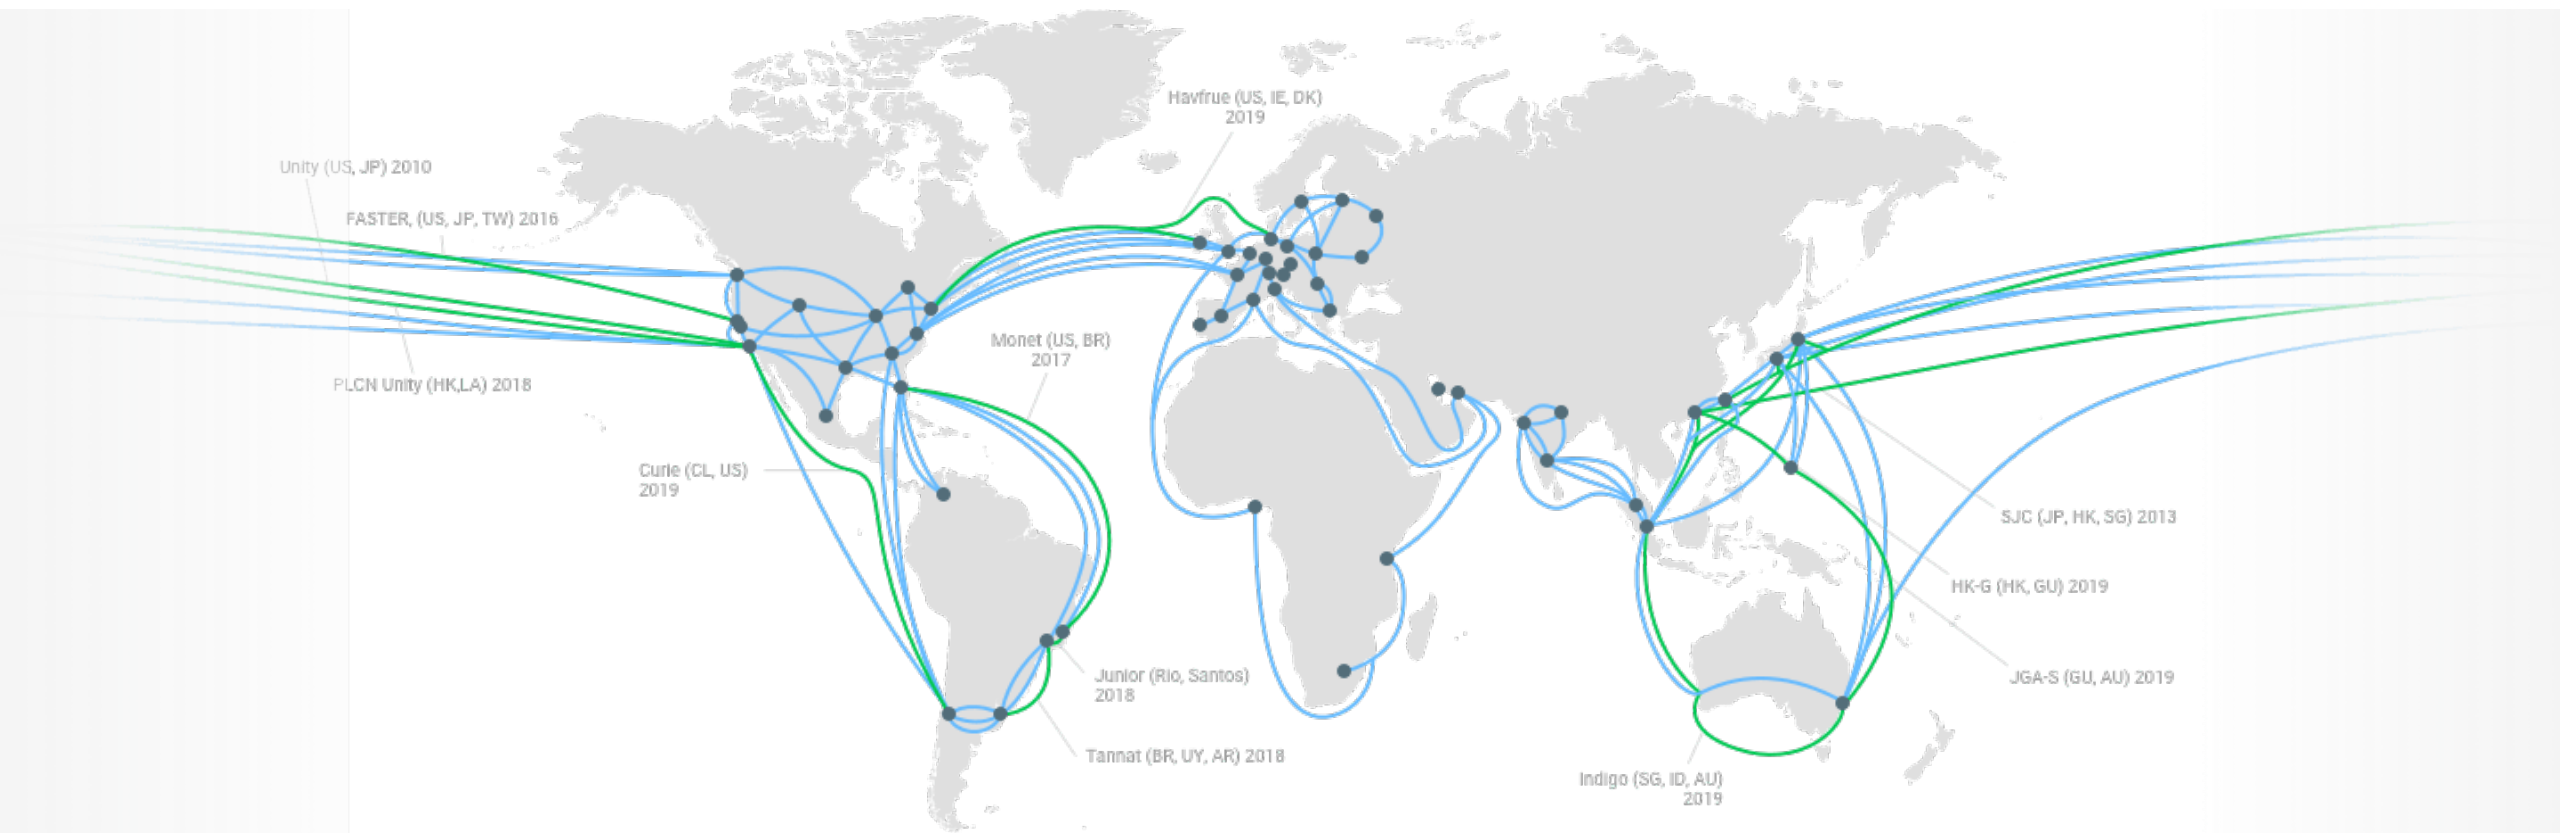 Havfrue (US, IE, DK)
2019
Unity (US, JP) 2010
FASTER, (US, JP, TW) 2016
Monet (US, BR)
2017
PLCN Unity (HK,LA) 2018
Curie (CL, US)
2019
SJC (JP, HK, SG) 2013
HK-G (HK, GU) 2019
Junior (Rio, Santos)
2018
JGA-S (GU, AU) 2019
Tannat (BR, UY, AR) 2018
Indigo (SG, ID, AU)
2019